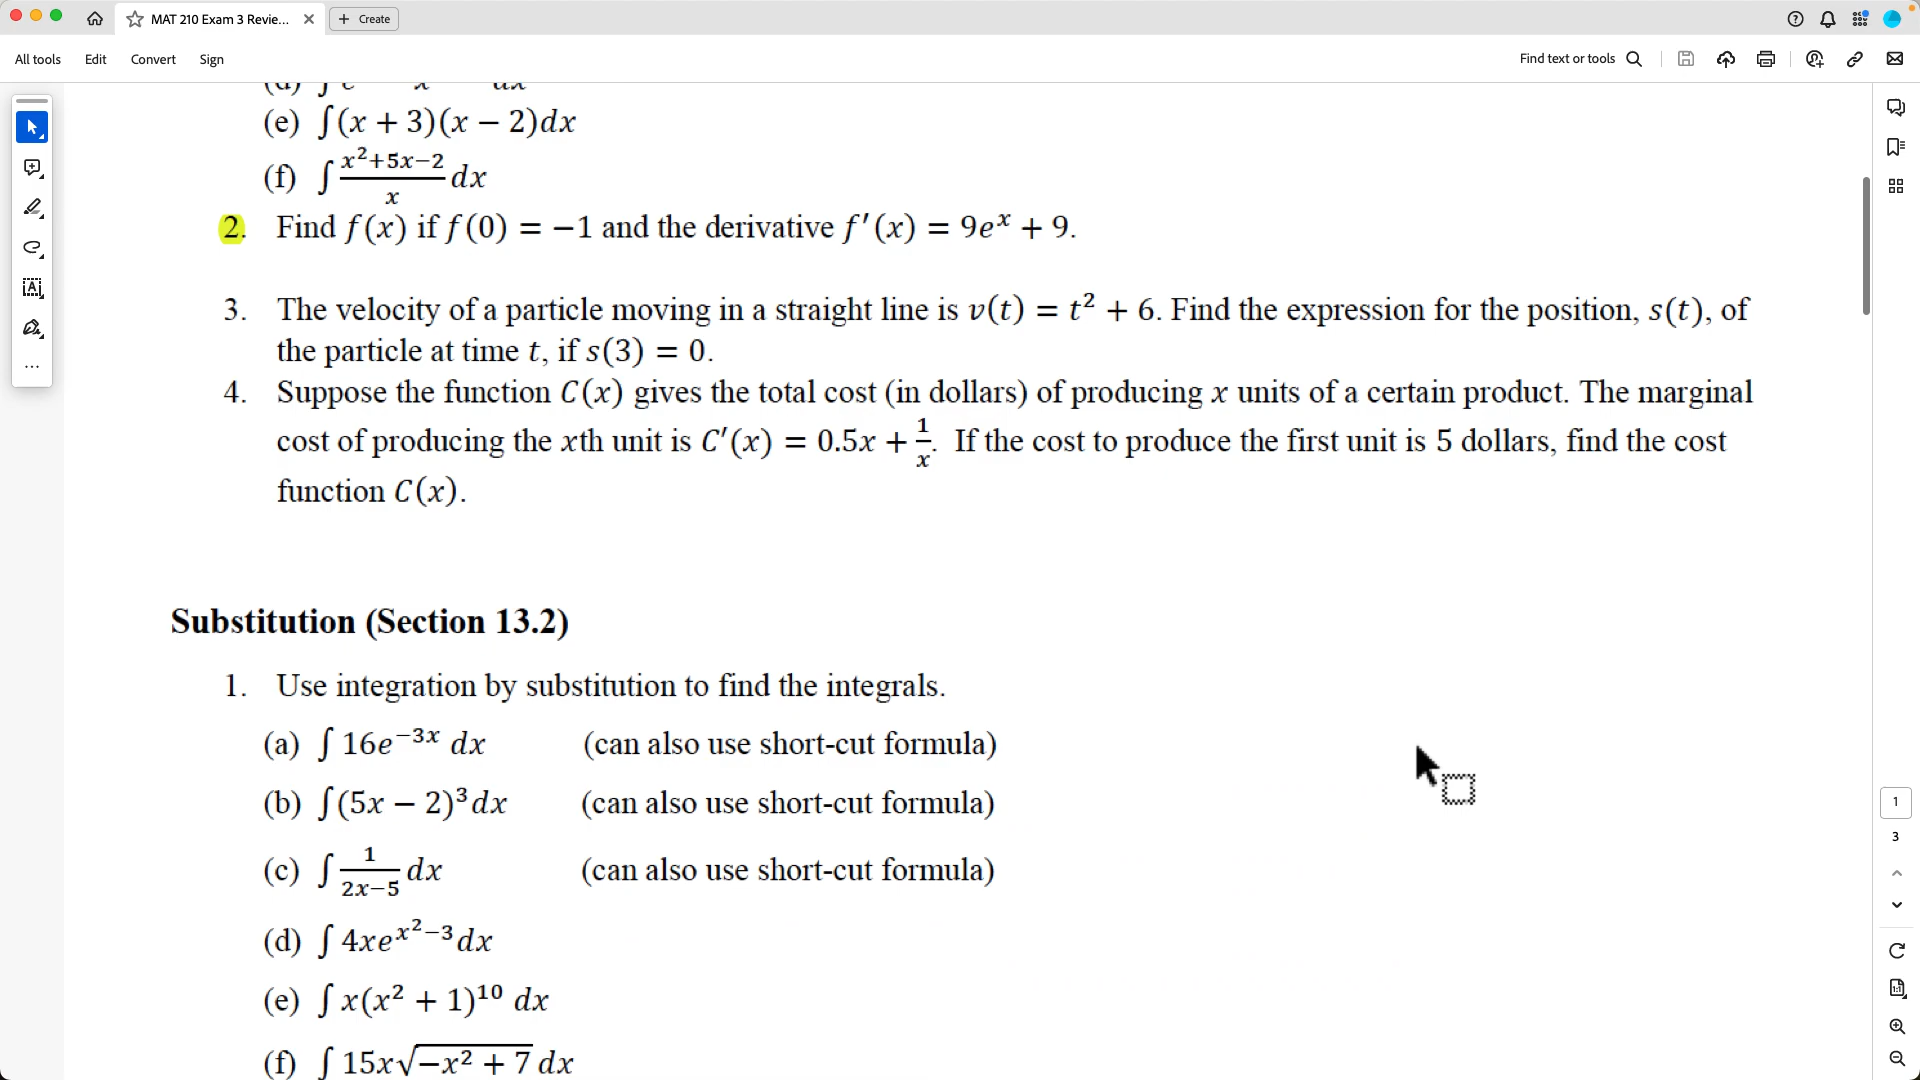 MAT 210 Exam 3 Revie...
+ Create
All tools
Edit
Convert
Sign
Find text or tools
(e) ∫(x + 3)(x − 2)dx
(f) ∫ x²+5x−2/x dx
2. Find f(x) if f(0) = −1 and the derivative f′(x) = 9eˣ + 9.
3. The velocity of a particle moving in a straight line is v(t) = t² + 6. Find the expression for the position, s(t), of
the particle at time t, if s(3) = 0.
4. Suppose the function C(x) gives the total cost (in dollars) of producing x units of a certain product. The marginal
cost of producing the xth unit is C′(x) = 0.5x + 1/x. If the cost to produce the first unit is 5 dollars, find the cost
function C(x).
Substitution (Section 13.2)
1. Use integration by substitution to find the integrals.
(a) ∫ 16e^−3x dx (can also use short-cut formula)
(b) ∫(5x − 2)³dx (can also use short-cut formula)
(c) ∫ 1/2x−5 dx (can also use short-cut formula)
(d) ∫ 4xe^x²−3 dx
(e) ∫ x(x² + 1)¹⁰ dx
(f) ∫ 15x√−x² + 7 dx
1
3